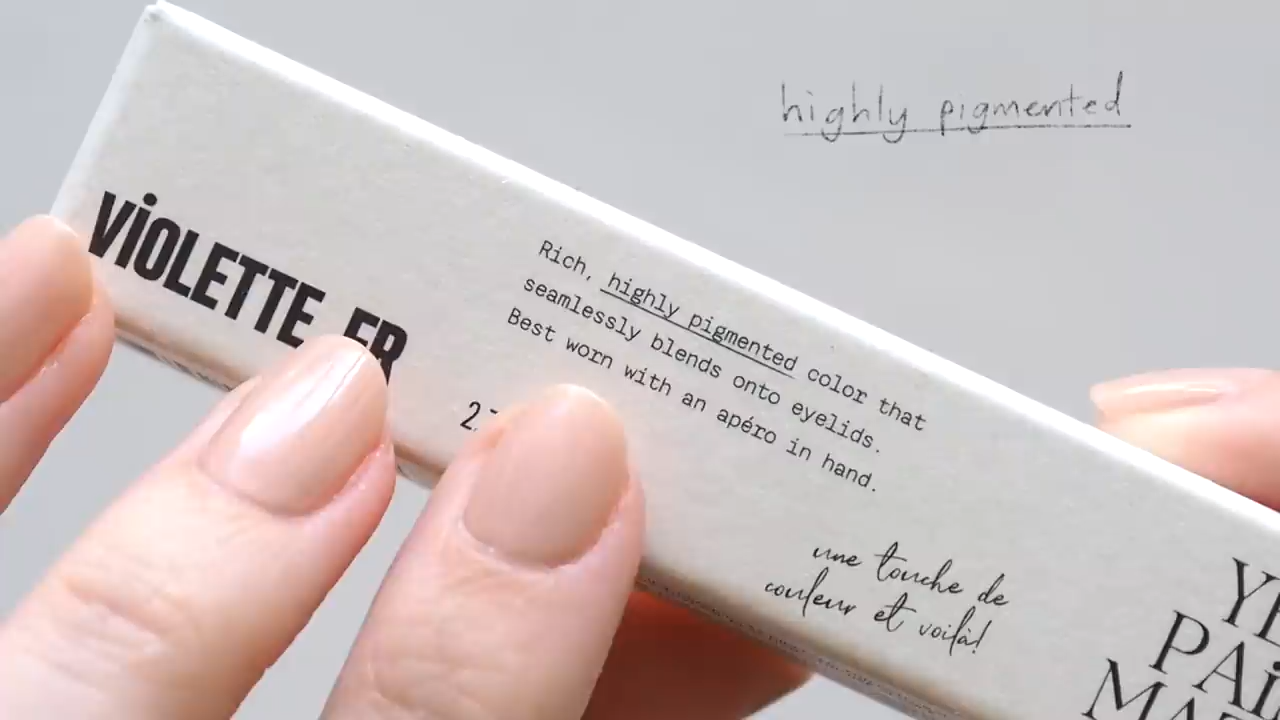 highly pigmented
VIOLETTE_FR
Rich, highly pigmented color that
seamlessly blends onto eyelids.
Best worn with an apéro in hand.
une touche de
couleur et voilà!